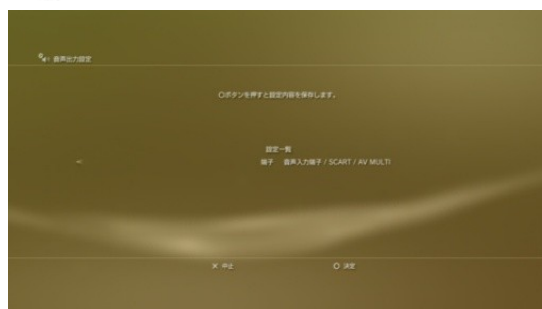 音声出力設定
○ボタンを押すと設定内容を保存します。
設定一覧
端子 音声入力端子 / SCART / AV MULTI
× 中止 ○ 決定